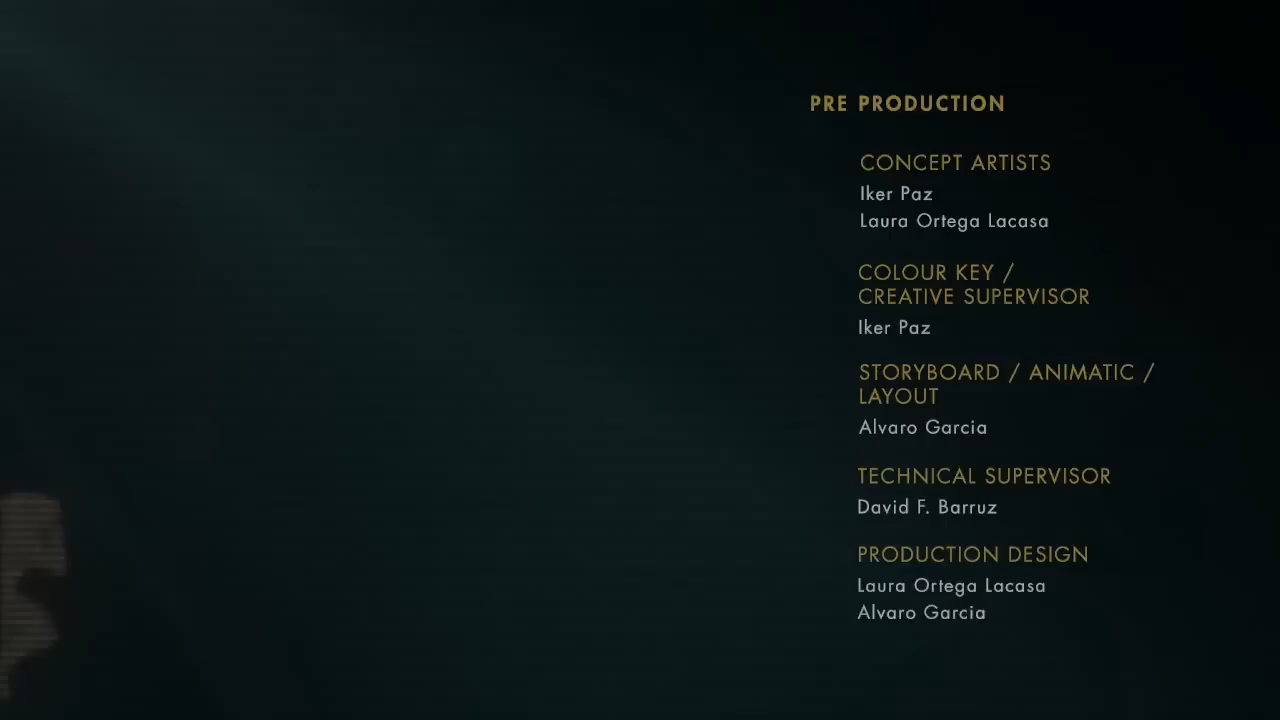 PRE PRODUCTION
CONCEPT ARTISTS
Iker Paz
Laura Ortega Lacasa
COLOUR KEY /
CREATIVE SUPERVISOR
Iker Paz
STORYBOARD / ANIMATIC /
LAYOUT
Alvaro Garcia
TECHNICAL SUPERVISOR
David F. Barruz
PRODUCTION DESIGN
Laura Ortega Lacasa
Alvaro Garcia